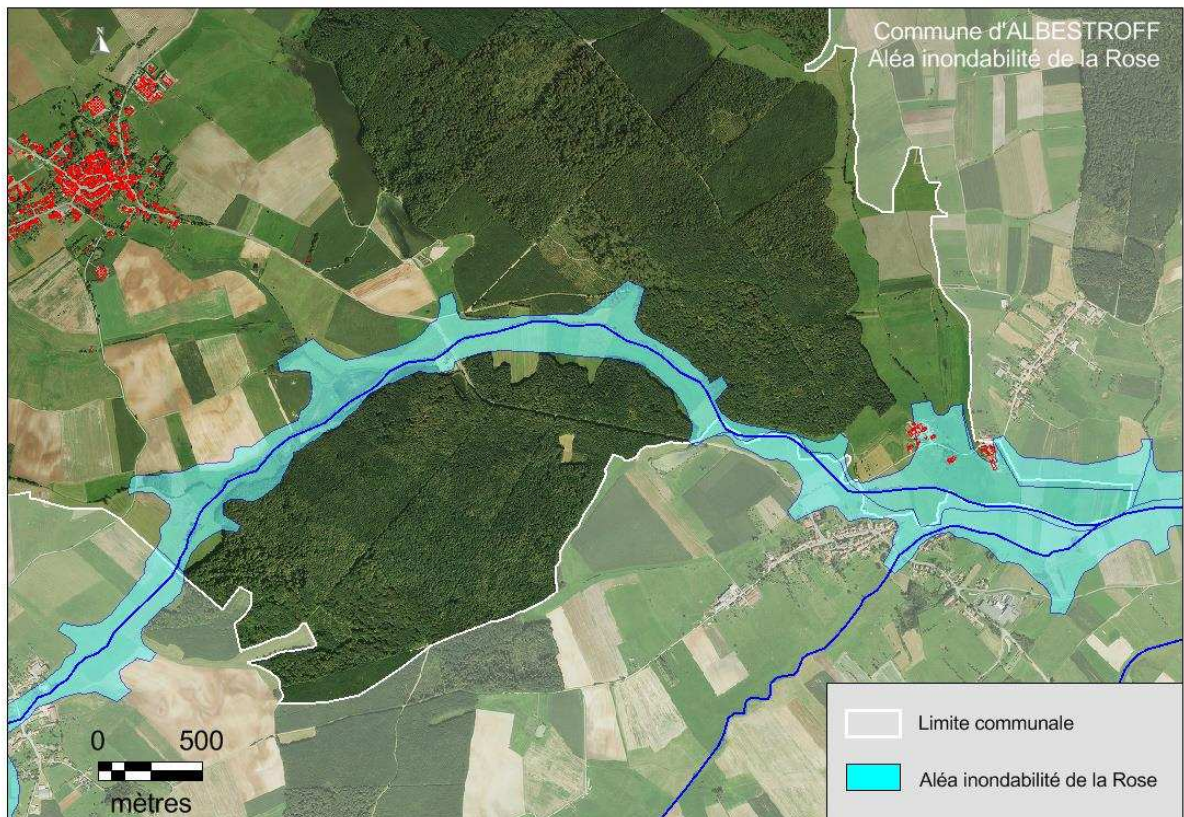 Commune d'ALBESTROFF
Aléa inondabilité de la Rose
N
0 500
mètres
Limite communale
Aléa inondabilité de la Rose